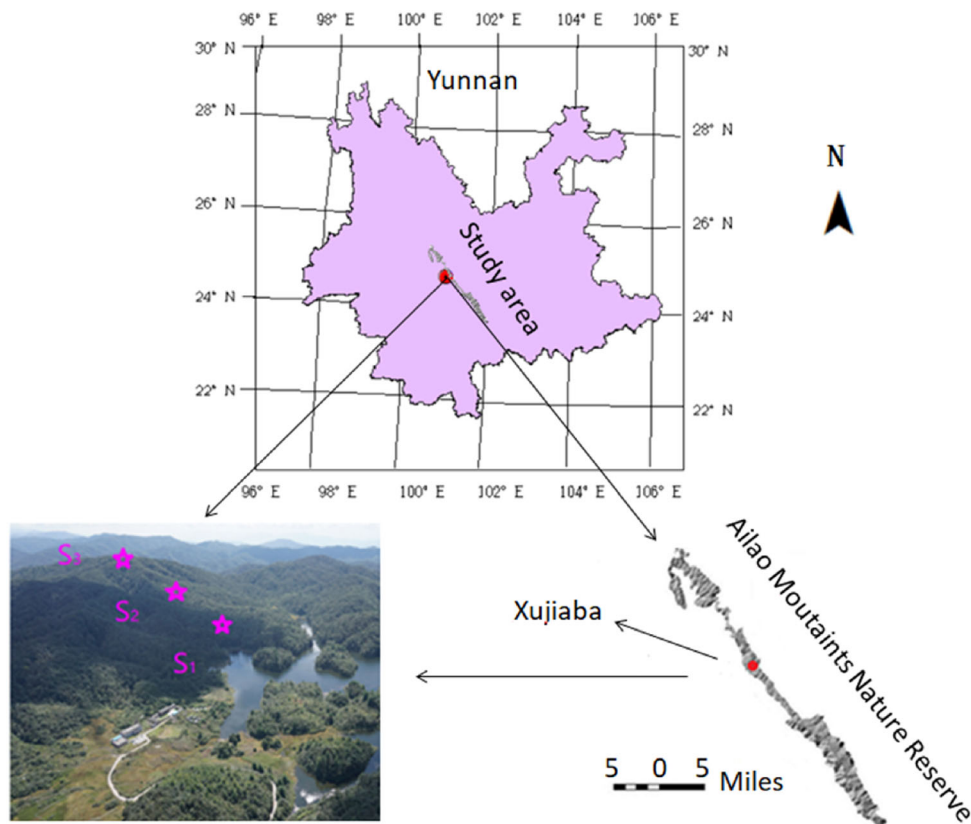 96° E 98° E 100° E 102° E 104° E 106° E
30° N 30° N
Yunnan
28° N 28° N
N
26° N 26° N
Study area
24° N 24° N
22° N 22° N
96° E 98° E 100° E 102° E 104° E 106° E
S3
S2
S1
Xujiaba
Ailao Moutaints Nature Reserve
5 0 5 Miles